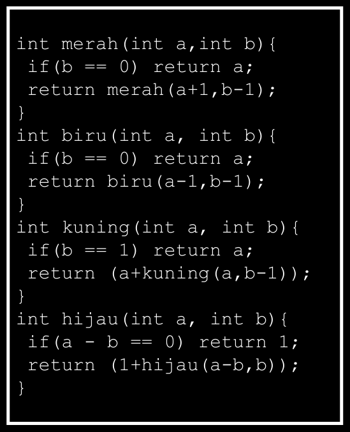 int merah(int a,int b){
if(b == 0) return a;
return merah(a+1,b-1);
}
int biru(int a, int b){
if(b == 0) return a;
return biru(a-1,b-1);
}
int kuning(int a, int b){
if(b == 1) return a;
return (a+kuning(a,b-1));
}
int hijau(int a, int b){
if(a - b == 0) return 1;
return (1+hijau(a-b,b));
}